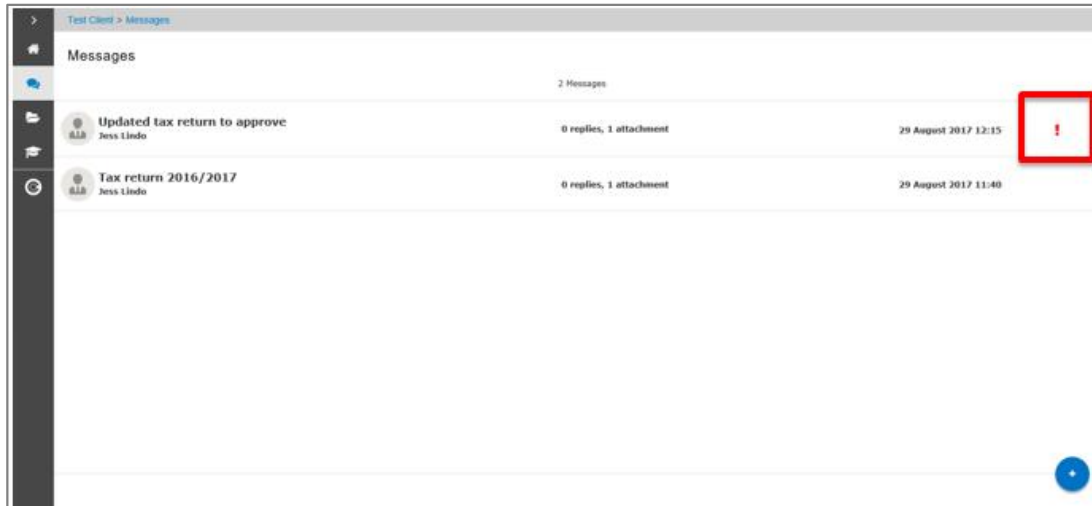 Test Client > Messages
Messages
2 Messages
Updated tax return to approve
Jess Lindo
0 replies, 1 attachment
29 August 2017 12:15
!
Tax return 2016/2017
Jess Lindo
0 replies, 1 attachment
29 August 2017 11:40
+